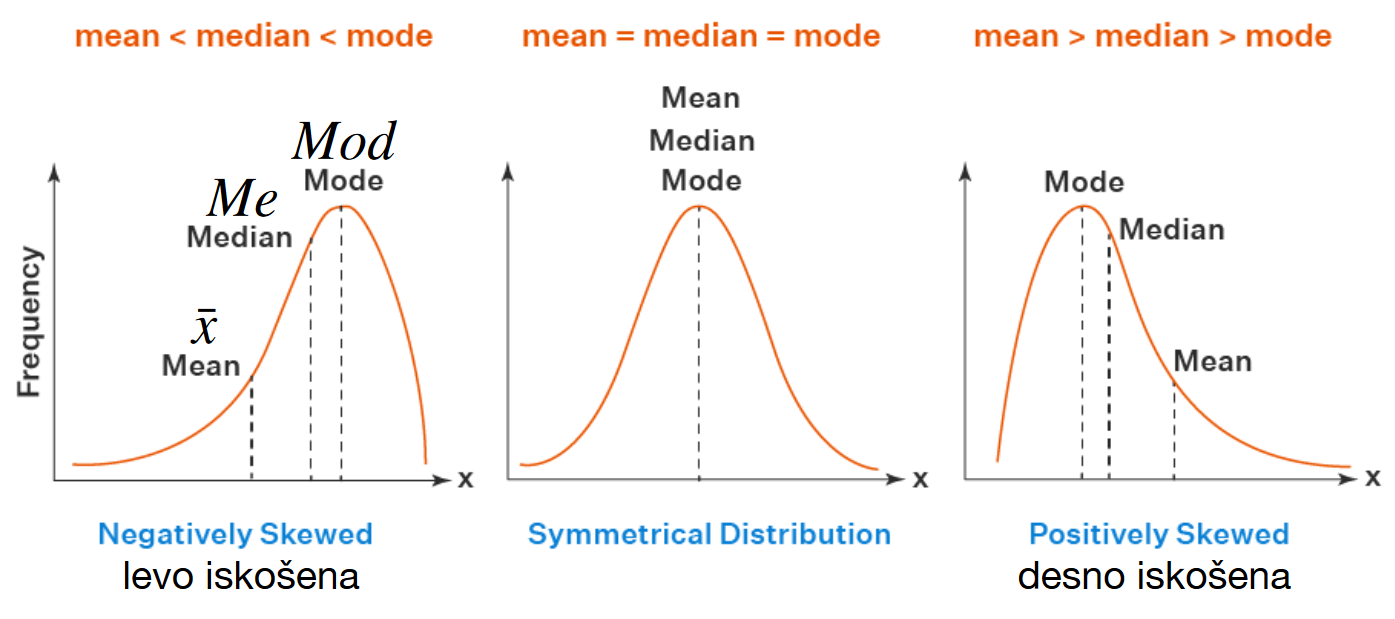 mean < median < mode
mean = median = mode
mean > median > mode
Mod
Mode
Me
Median
x̄
Mean
Frequency
x
Negatively Skewed
levo iskošena
Mean
Median
Mode
x
Symmetrical Distribution
Mode
Median
Mean
x
Positively Skewed
desno iskošena